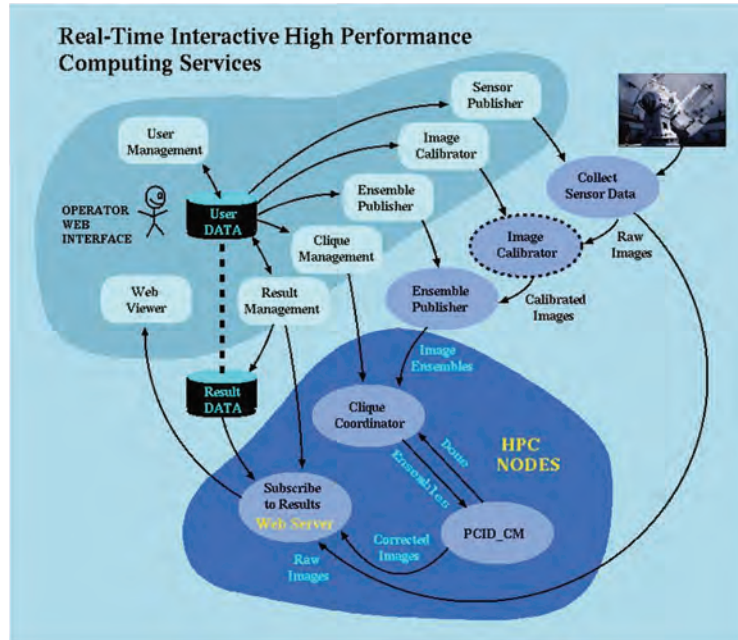 Real-Time Interactive High Performance
Computing Services
Sensor
Publisher
User
Management
Image
Calibrator
Collect
Sensor Data
Ensemble
Publisher
OPERATOR
WEB
INTERFACE
User
DATA
Clique
Management
Image
Calibrator
Raw
Images
Web
Viewer
Result
Management
Ensemble
Publisher
Calibrated
Images
Image
Ensembles
Result
DATA
Clique
Coordinator
Done
HPC
NODES
Ensembles
Subscribe
to Results
Web Server
PCID_CM
Corrected
Images
Raw
Images